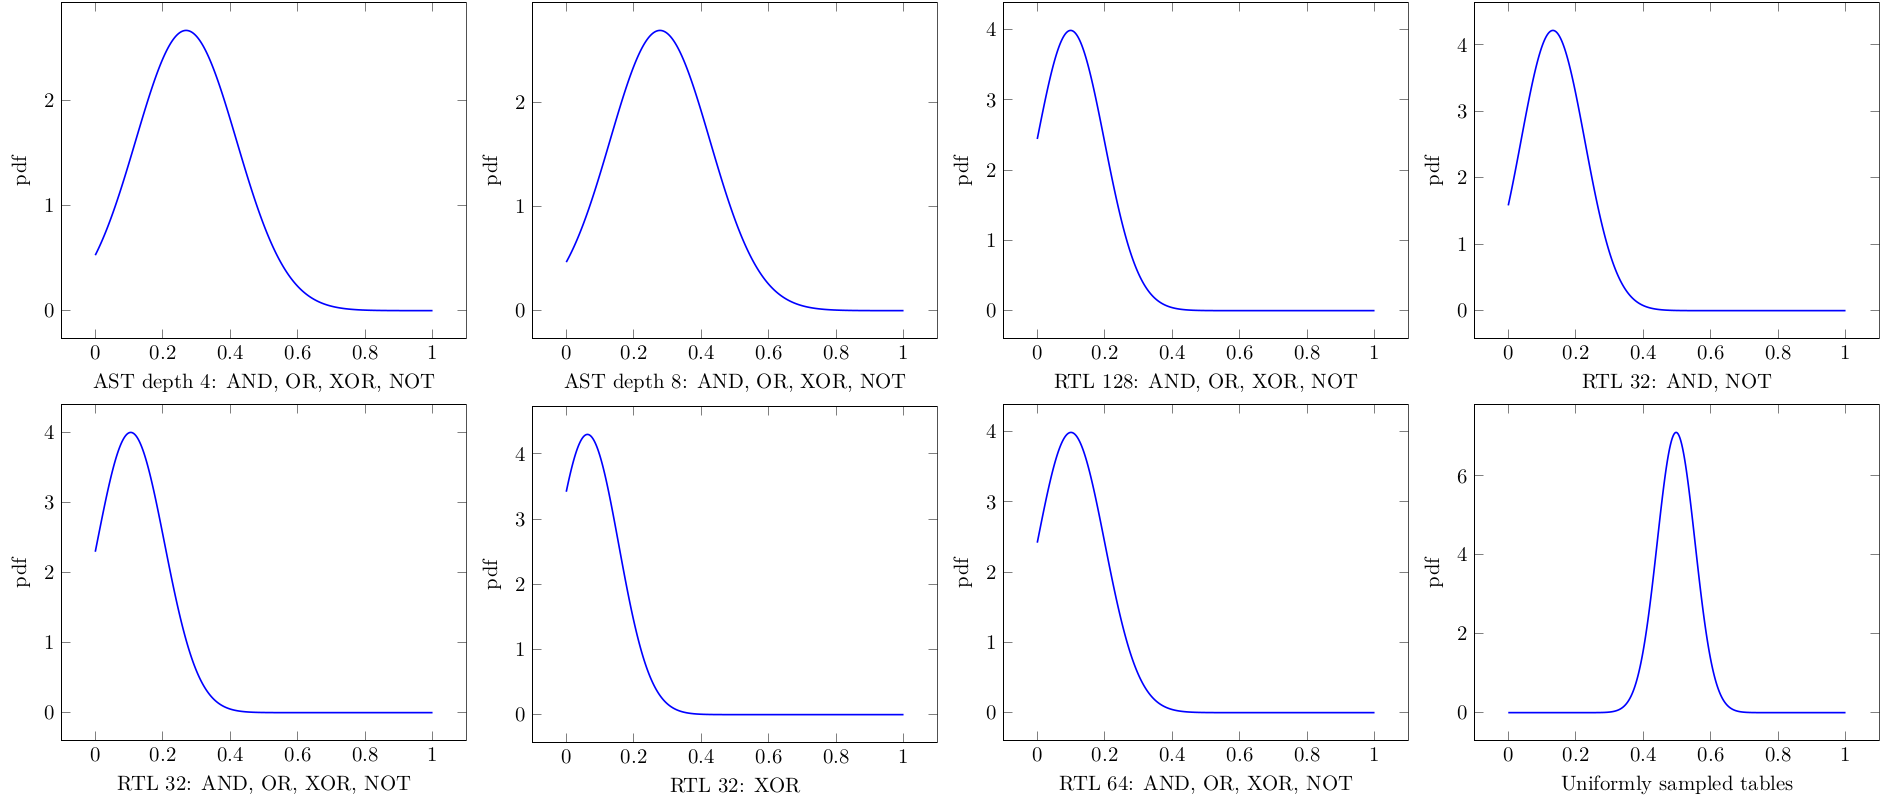 pdf
2
1
0
0 0.2 0.4 0.6 0.8 1
AST depth 4: AND, OR, XOR, NOT
pdf
2
1
0
0 0.2 0.4 0.6 0.8 1
AST depth 8: AND, OR, XOR, NOT
pdf
4
3
2
1
0
0 0.2 0.4 0.6 0.8 1
RTL 128: AND, OR, XOR, NOT
pdf
4
3
2
1
0
0 0.2 0.4 0.6 0.8 1
RTL 32: AND, NOT
pdf
4
3
2
1
0
0 0.2 0.4 0.6 0.8 1
RTL 32: AND, OR, XOR, NOT
pdf
4
3
2
1
0
0 0.2 0.4 0.6 0.8 1
RTL 32: XOR
pdf
4
3
2
1
0
0 0.2 0.4 0.6 0.8 1
RTL 64: AND, OR, XOR, NOT
pdf
6
4
2
0
0 0.2 0.4 0.6 0.8 1
Uniformly sampled tables